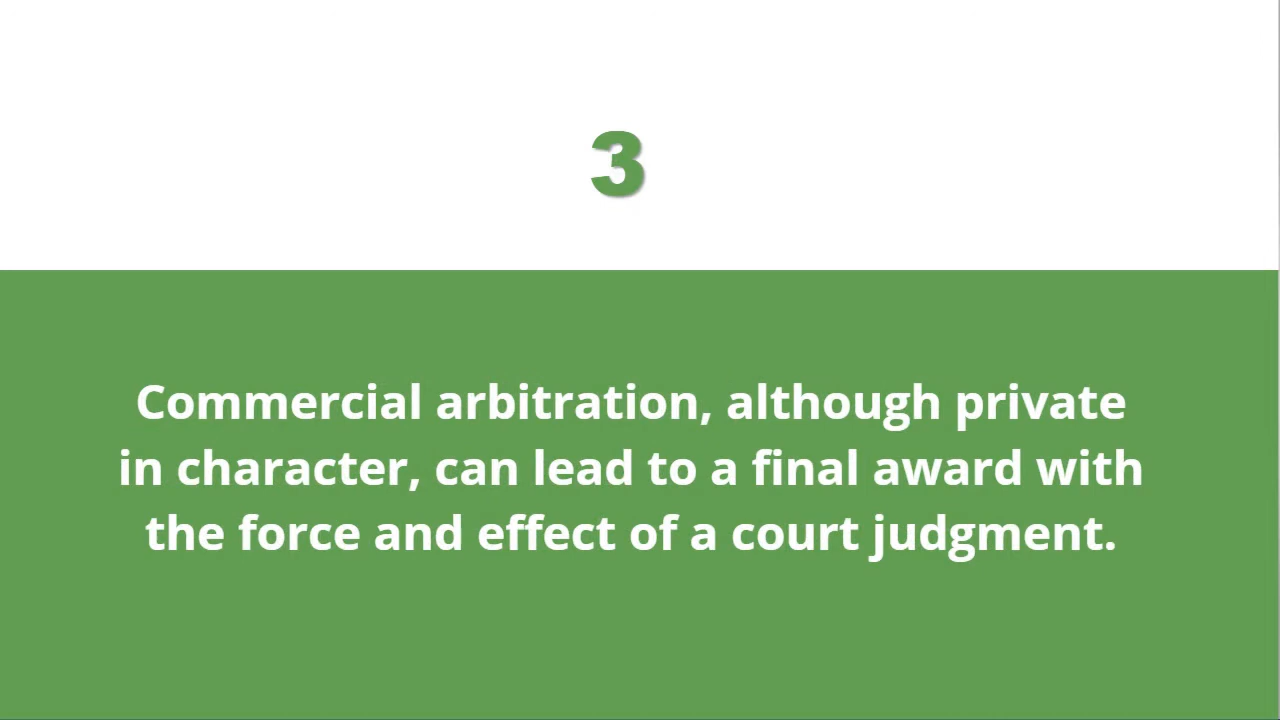 3
Commercial arbitration, although private
in character, can lead to a final award with
the force and effect of a court judgment.